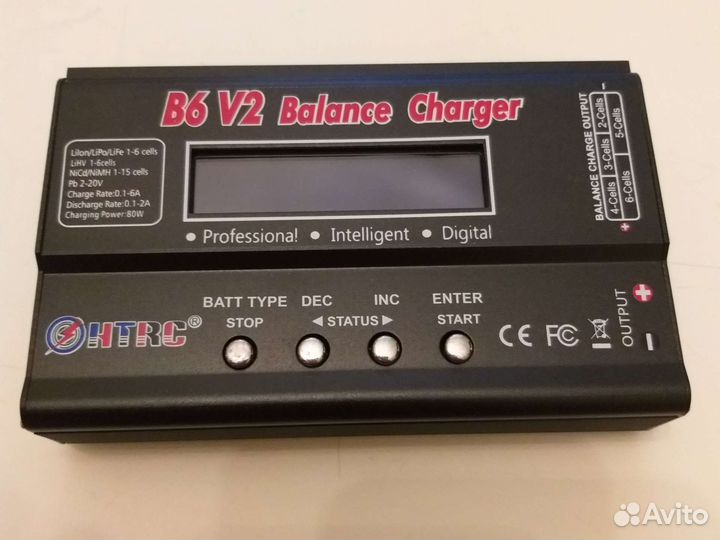 B6 V2 Balance Charger
LiIon/LiPo/LiFe 1-6 cells
LiHV 1-6cells
NiCd/NiMH 1-15 cells
Pb 2-20V
Charge Rate:0.1-6A
Discharge Rate:0.1-2A
Charging Power:80W
BALANCE CHARGE OUTPUT
2-Cells
3-Cells
4-Cells
5-Cells
6-Cells
• Professional • Intelligent • Digital
BATT TYPE DEC INC ENTER
STOP ◄ STATUS ► START
HTRC®
CE FC
OUTPUT
Avito